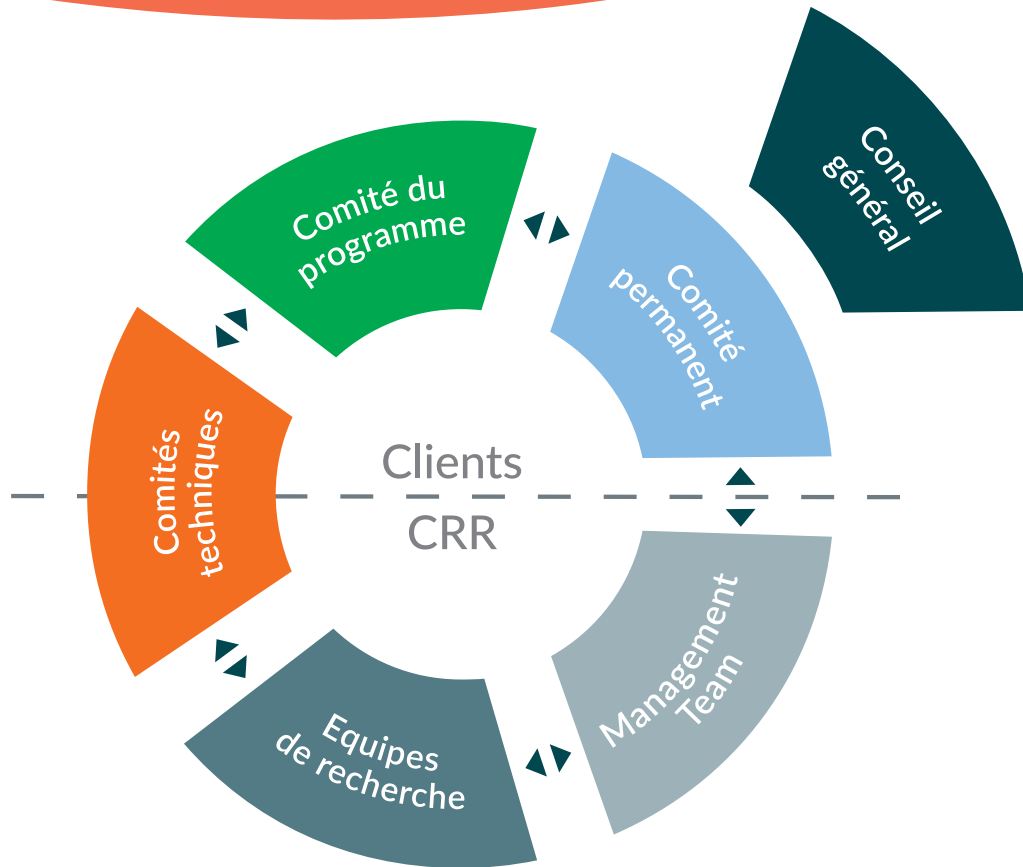 Conseil
général
Comité du
programme
Comité
permanent
Clients
CRR
Comités
techniques
Management
Team
Equipes
de recherche